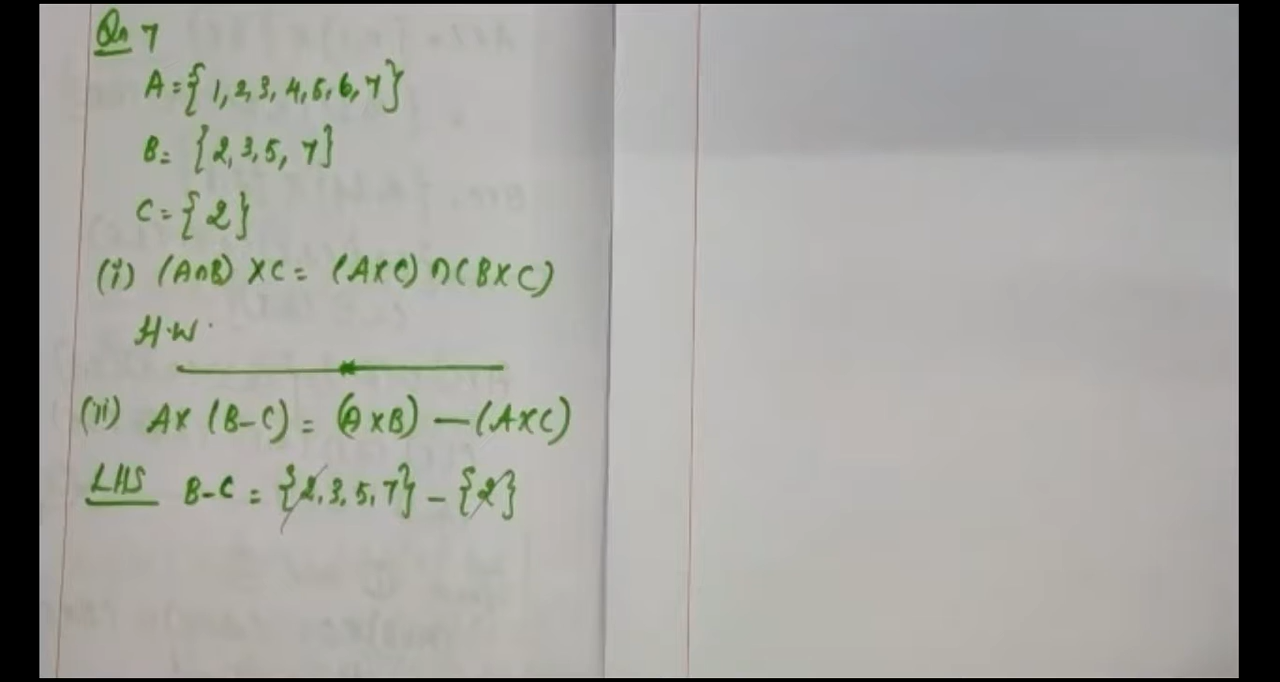 Qn 7
A = {1, 2, 3, 4, 5, 6, 7}
B = {2, 3, 5, 7}
C = {2}
(i) (A∩B) × C = (A×C) ∩ (B×C)
H.W.
(ii) A× (B-C) = (A×B) — (A×C)
LHS B-C = {2, 3, 5, 7} - {2}